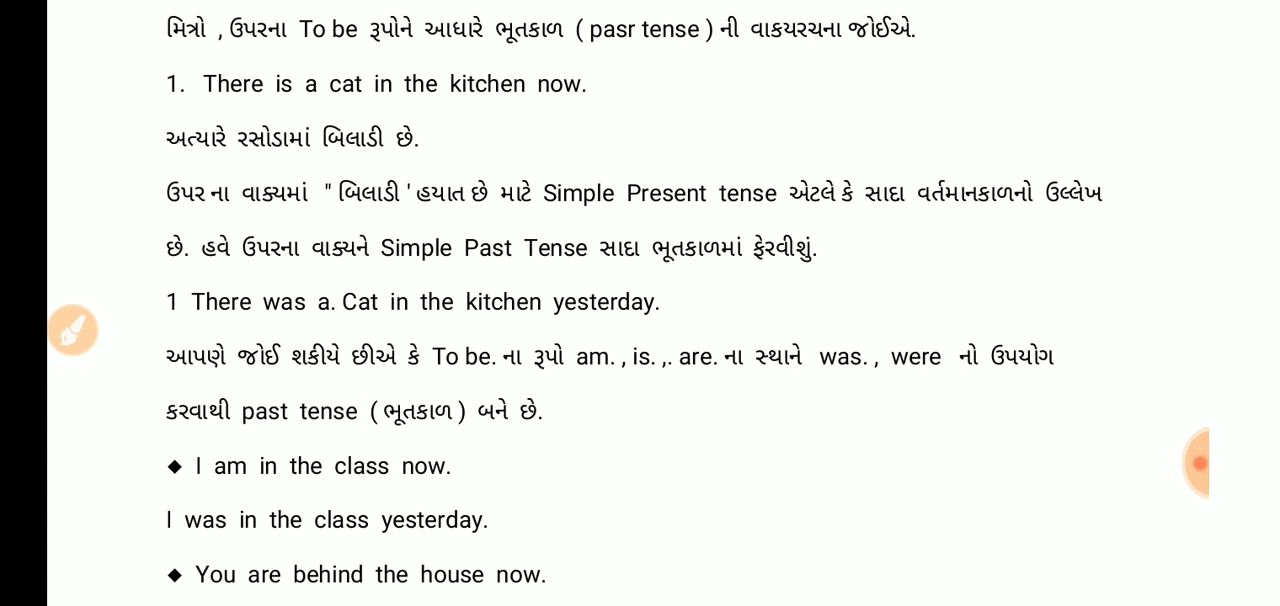 મિત્રો , ઉપરના To be રૂપોને આધારે ભૂતકાળ ( pasr tense ) ની વાકયરચના જોઈએ.
1. There is a cat in the kitchen now.
અત્યારે રસોડામાં બિલાડી છે.
ઉપર ના વાક્યમાં " બિલાડી ' હયાત છે માટે Simple Present tense એટલે કે સાદા વર્તમાનકાળનો ઉલ્લેખ
છે. હવે ઉપરના વાક્યને Simple Past Tense સાદા ભૂતકાળમાં ફેરવીશું.
1 There was a. Cat in the kitchen yesterday.
આપણે જોઈ શકીયે છીએ કે To be. ના રૂપો am. , is. ,. are. ના સ્થાને was. , were નો ઉપયોગ
કરવાથી past tense ( ભૂતકાળ ) બને છે.
◆ I am in the class now.
I was in the class yesterday.
◆ You are behind the house now.